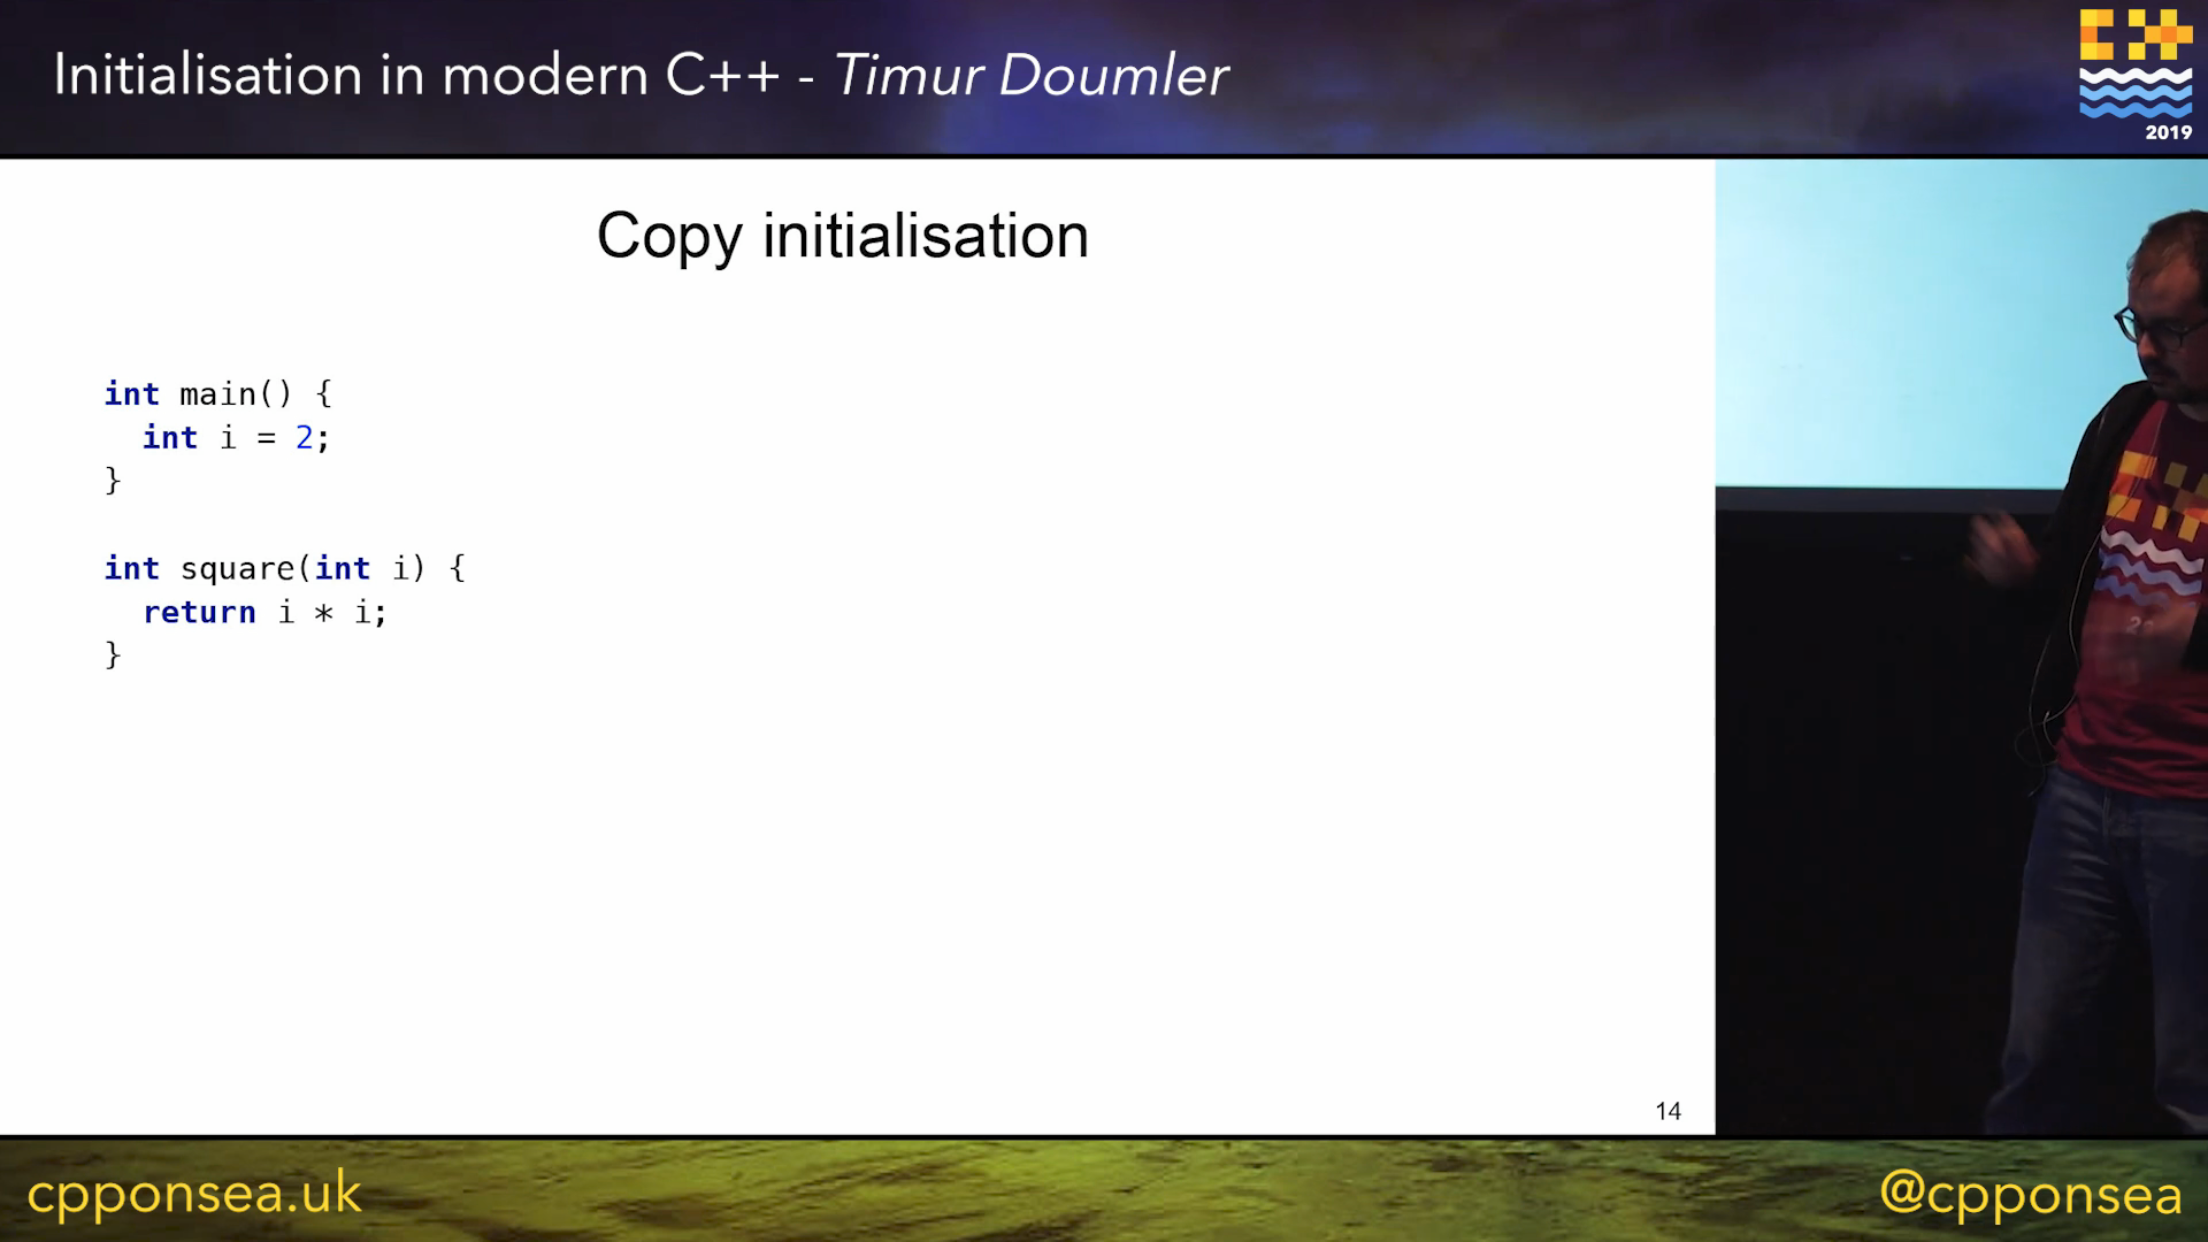 Initialisation in modern C++ - Timur Doumler
2019
Copy initialisation
int main() {
int i = 2;
}
int square(int i) {
return i * i;
}
14
cpponsea.uk
@cpponsea